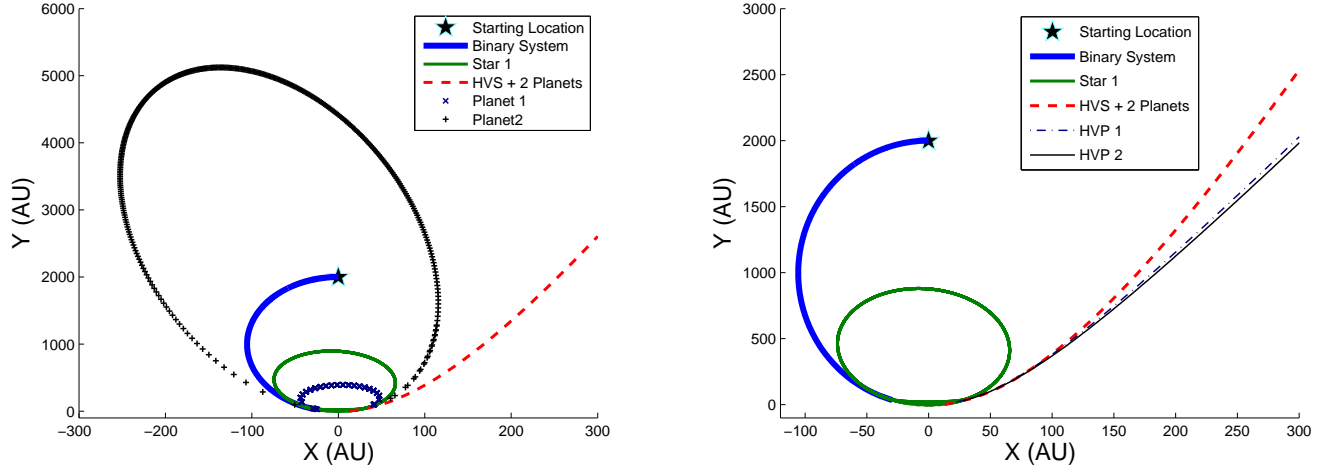 6000
5000
4000
3000
2000
1000
0
Y (AU)
−300
−200
−100
0
100
200
300
X (AU)
Starting Location
Binary System
Star 1
HVS + 2 Planets
Planet 1
Planet2
3000
2500
2000
1500
1000
500
0
Y (AU)
−100
−50
0
50
100
150
200
250
300
X (AU)
Starting Location
Binary System
Star 1
HVS + 2 Planets
HVP 1
HVP 2